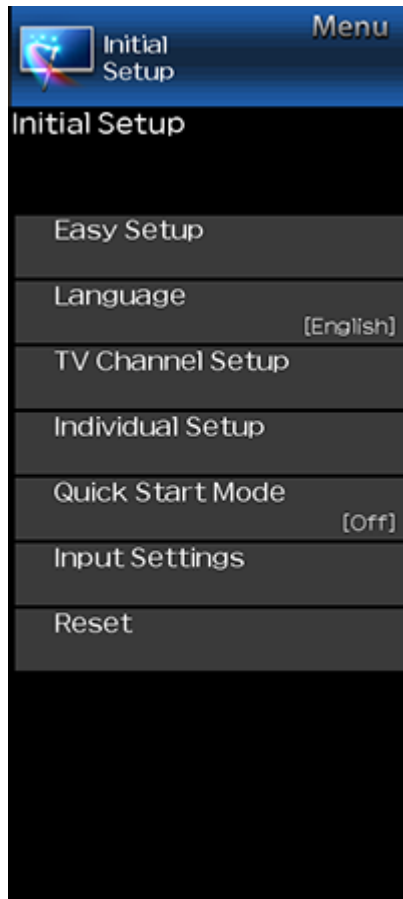 Menu
Initial
Setup
Initial Setup
Easy Setup
Language
[English]
TV Channel Setup
Individual Setup
Quick Start Mode
[Off]
Input Settings
Reset